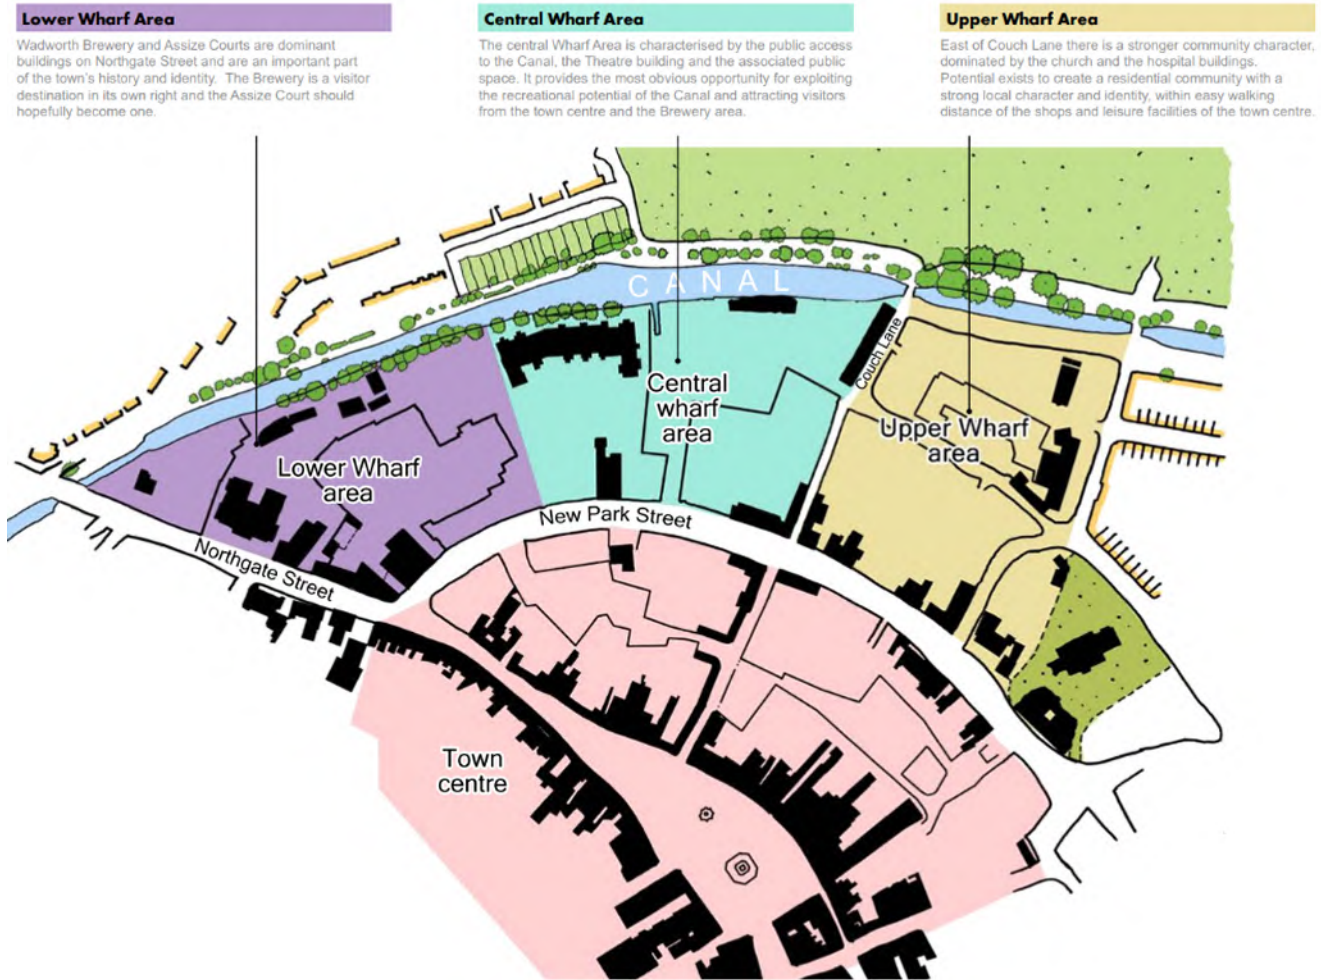 Lower Wharf Area
Wadworth Brewery and Assize Courts are dominant
buildings on Northgate Street and are an important part
of the town's history and identity. The Brewery is a visitor
destination in its own right and the Assize Court should
hopefully become one.
Central Wharf Area
The central Wharf Area is characterised by the public access
to the Canal, the Theatre building and the associated public
space. It provides the most obvious opportunity for exploiting
the recreational potential of the Canal and attracting visitors
from the town centre and the Brewery area.
Upper Wharf Area
East of Couch Lane there is a stronger community character,
dominated by the church and the hospital buildings.
Potential exists to create a residential community with a
strong local character and identity, within easy walking
distance of the shops and leisure facilities of the town centre.
CANAL
Couch Lane
Central
wharf
area
Upper Wharf
area
Lower Wharf
area
New Park Street
Northgate Street
Town
centre